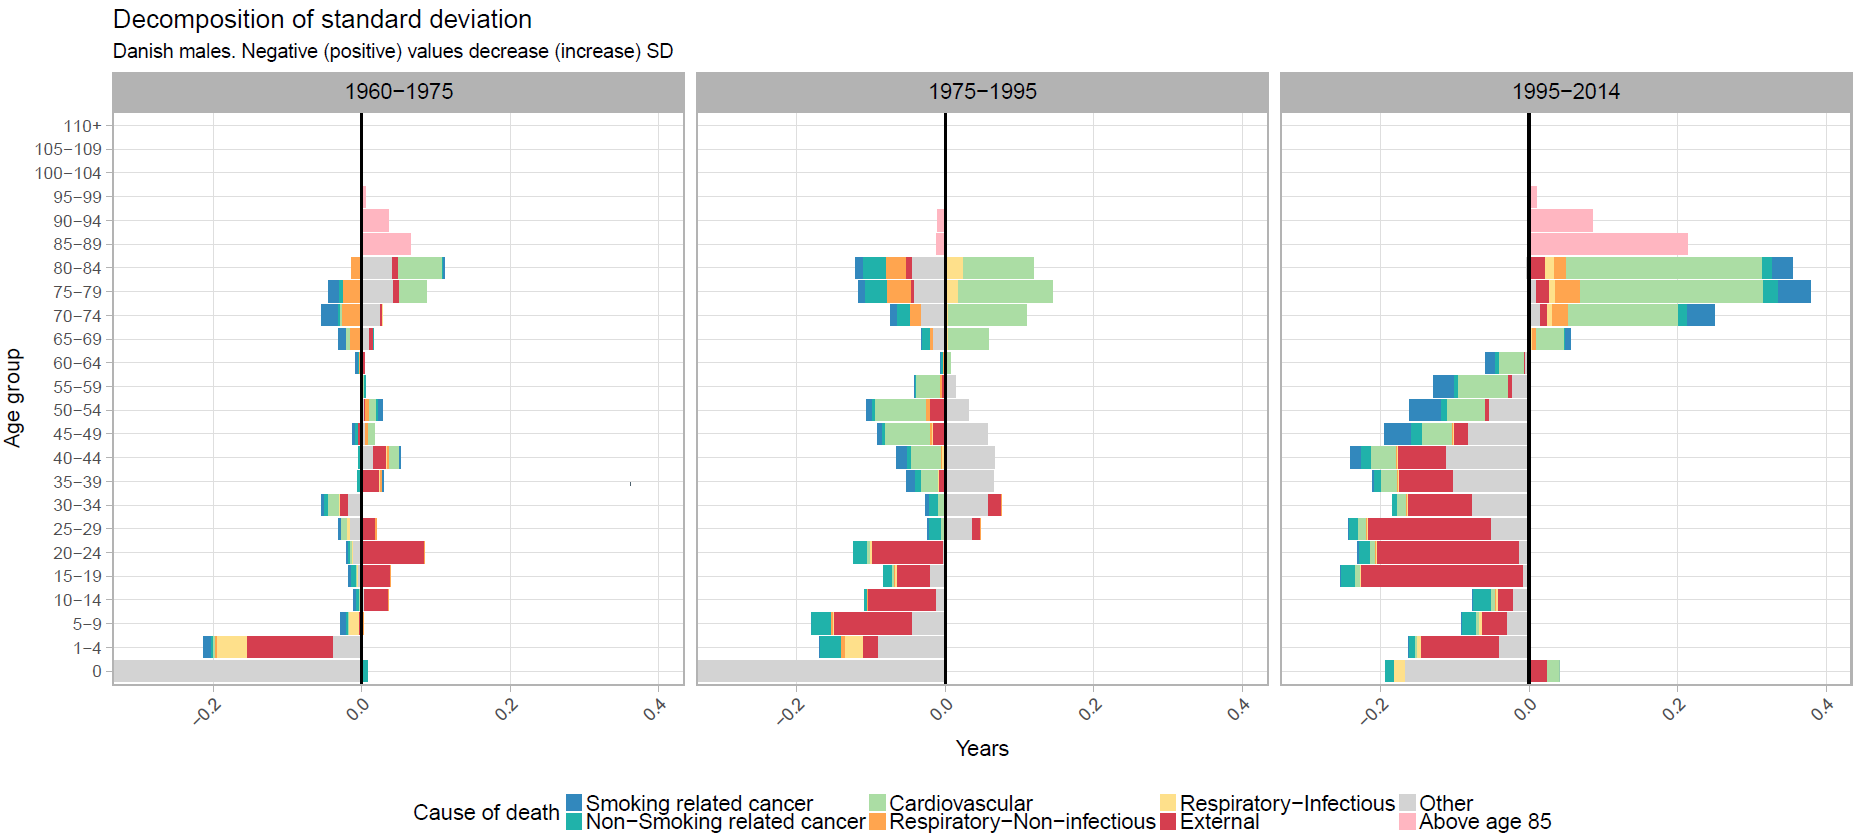 Decomposition of standard deviation
Danish males. Negative (positive) values decrease (increase) SD
1960−1975
1975−1995
1995−2014
Age group
110+
105−109
100−104
95−99
90−94
85−89
80−84
75−79
70−74
65−69
60−64
55−59
50−54
45−49
40−44
35−39
30−34
25−29
20−24
15−19
10−14
5−9
1−4
0
−0.2 0.0 0.2 0.4
−0.2 0.0 0.2 0.4
−0.2 0.0 0.2 0.4
Years
Cause of death
Smoking related cancer Cardiovascular Respiratory−Infectious Other
Non−Smoking related cancer Respiratory−Non−infectious External Above age 85